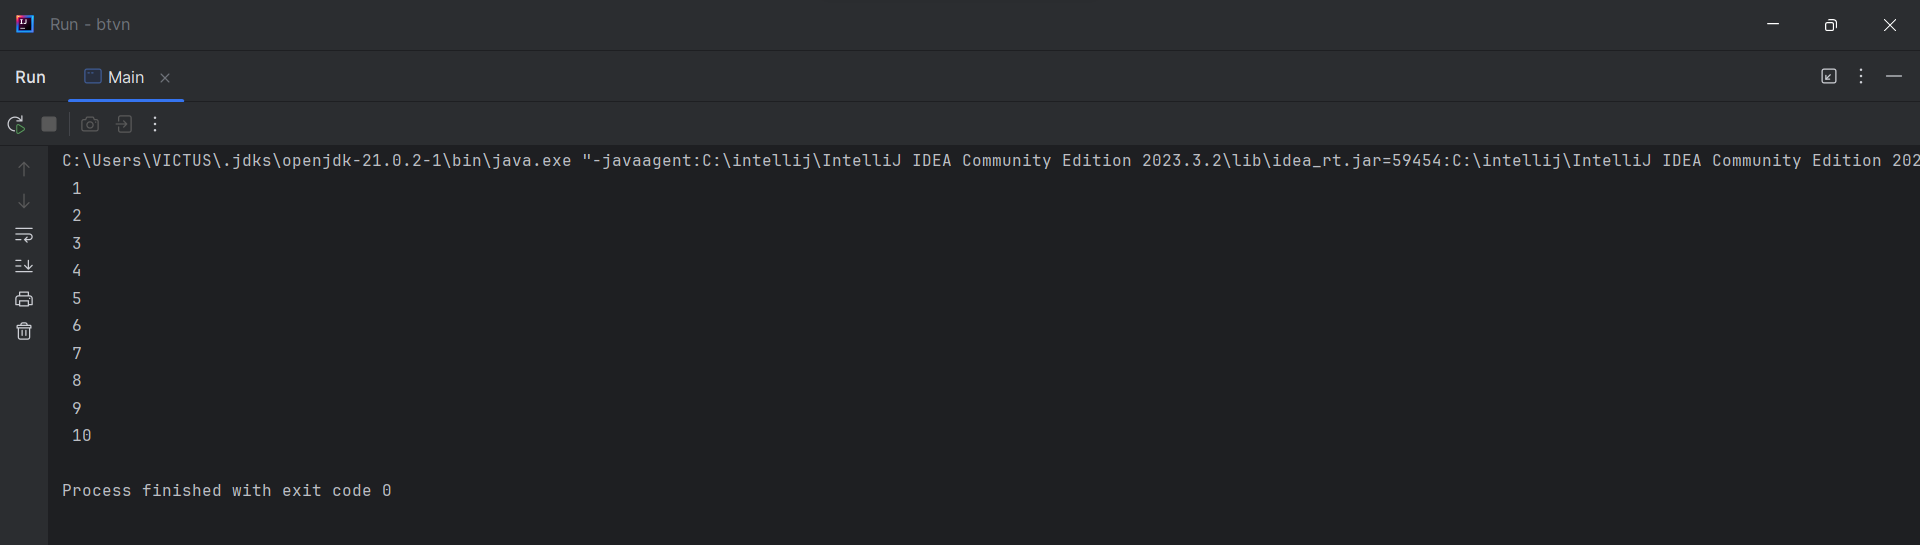 Run - btvn
Run Main
C:\Users\VICTUS\.jdks\openjdk-21.0.2-1\bin\java.exe "-javaagent:C:\intellij\IntelliJ IDEA Community Edition 2023.3.2\lib\idea_rt.jar=59454:C:\intellij\IntelliJ IDEA Community Edition 202
1
2
3
4
5
6
7
8
9
10
Process finished with exit code 0